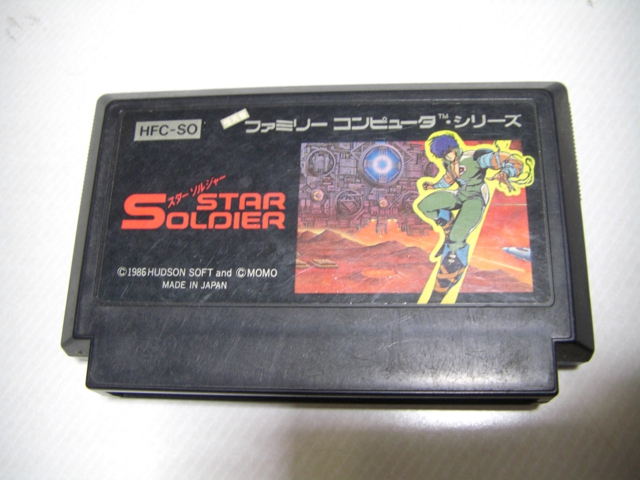 HFC-SO
ファミリー コンピュータ™・シリーズ
スターソルジャー
STAR
SOLDIER
©1986 HUDSON SOFT and ©MOMO
MADE IN JAPAN